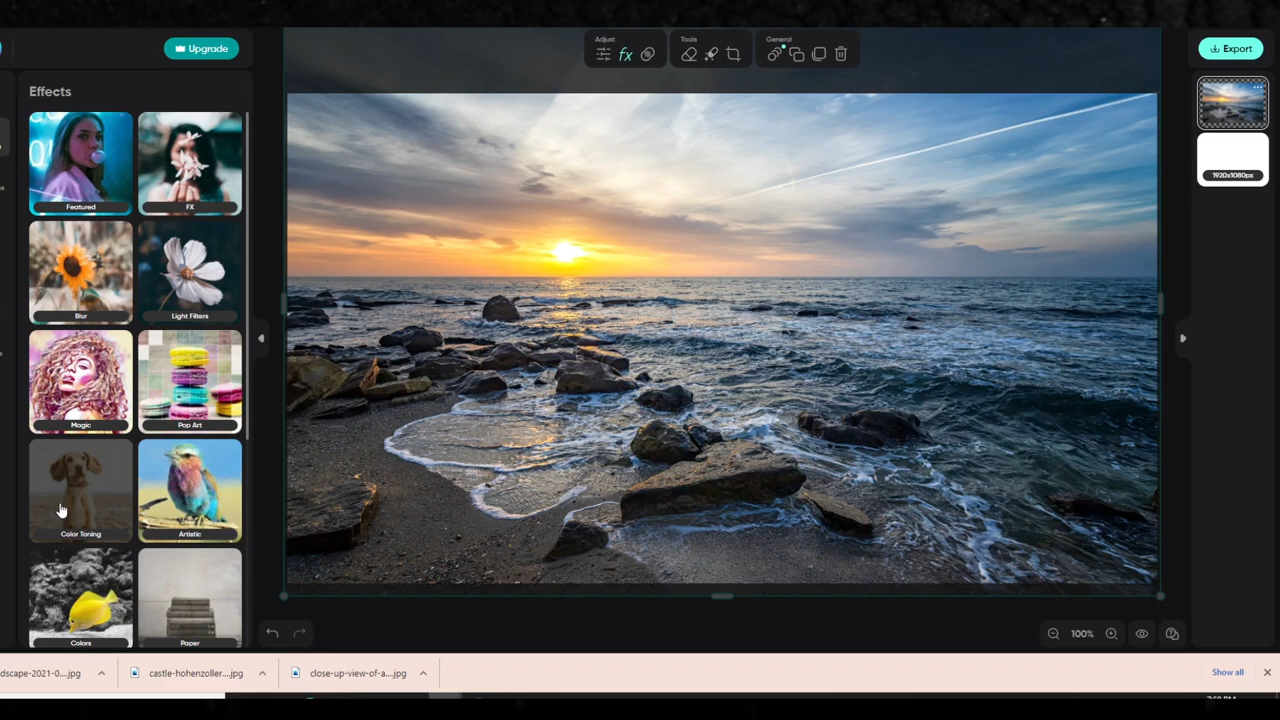 Upgrade
Adjust
Tools
General
Export
Effects
Featured
FX
Blur
Light Filters
Magic
Pop Art
Color Toning
Artistic
Colors
Paper
1920x1080px
100%
dscape-2021-0....jpg
castle-hohenzoller....jpg
close-up-view-of-a....jpg
Show all